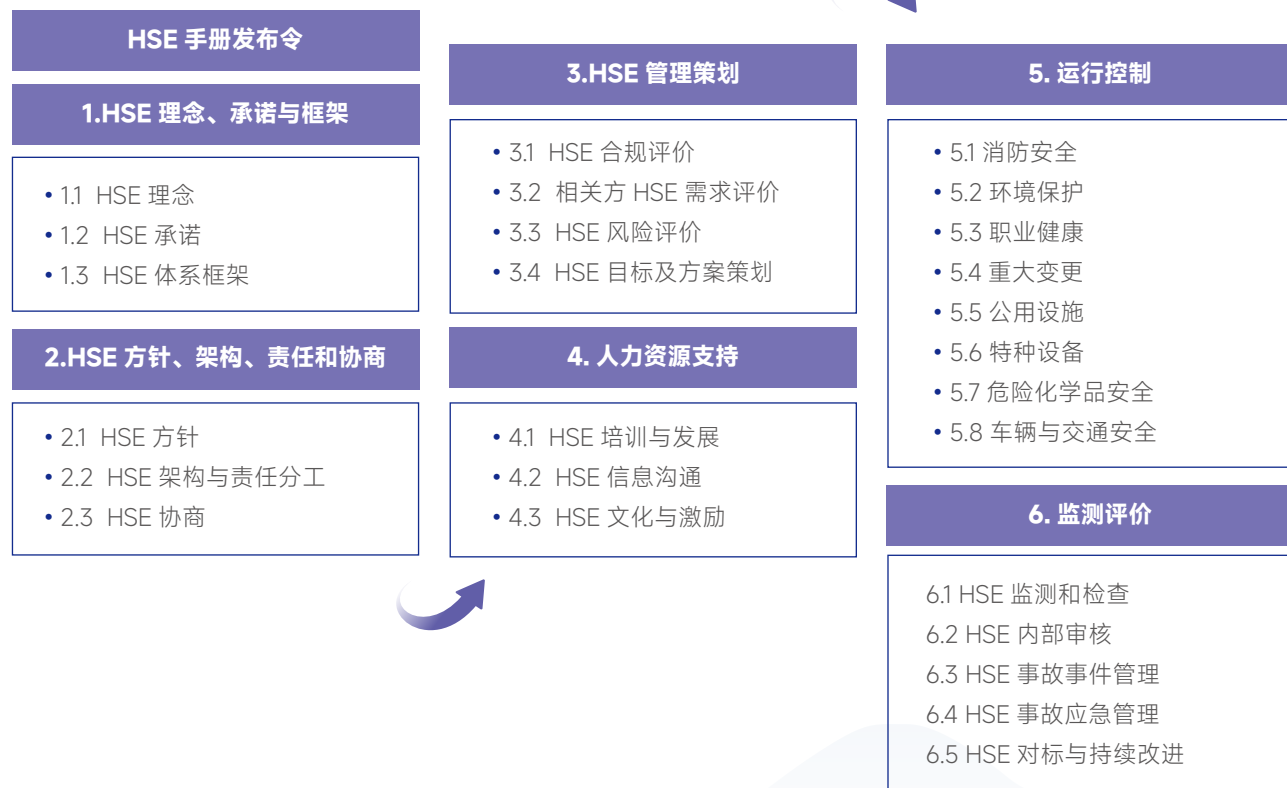 HSE 手册发布令
1.HSE 理念、承诺与框架
• 1.1 HSE 理念
• 1.2 HSE 承诺
• 1.3 HSE 体系框架
2.HSE 方针、架构、责任和协商
• 2.1 HSE 方针
• 2.2 HSE 架构与责任分工
• 2.3 HSE 协商
3.HSE 管理策划
• 3.1 HSE 合规评价
• 3.2 相关方 HSE 需求评价
• 3.3 HSE 风险评价
• 3.4 HSE 目标及方案策划
4. 人力资源支持
• 4.1 HSE 培训与发展
• 4.2 HSE 信息沟通
• 4.3 HSE 文化与激励
5. 运行控制
• 5.1 消防安全
• 5.2 环境保护
• 5.3 职业健康
• 5.4 重大变更
• 5.5 公用设施
• 5.6 特种设备
• 5.7 危险化学品安全
• 5.8 车辆与交通安全
6. 监测评价
6.1 HSE 监测和检查
6.2 HSE 内部审核
6.3 HSE 事故事件管理
6.4 HSE 事故应急管理
6.5 HSE 对标与持续改进